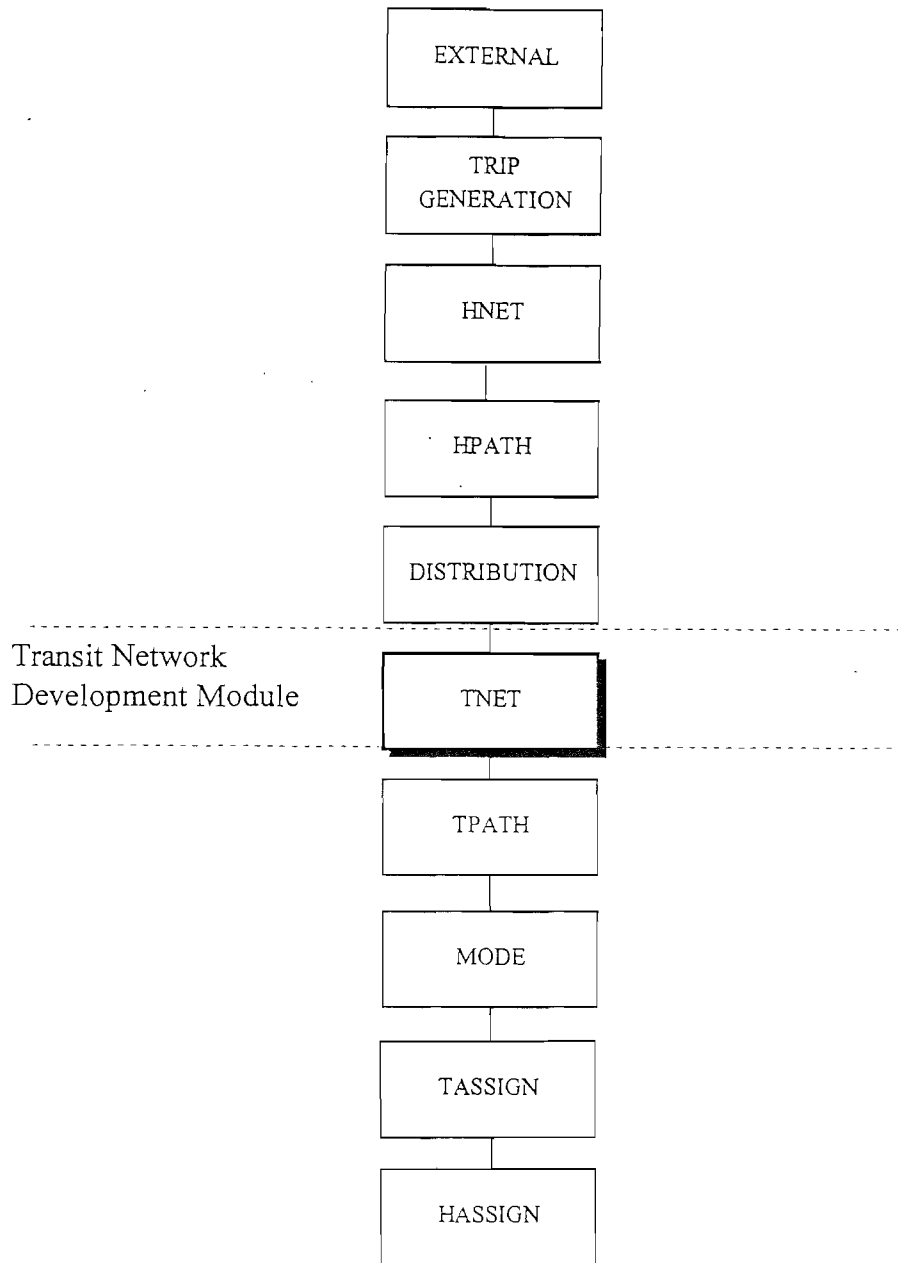 EXTERNAL
TRIP
GENERATION
HNET
HPATH
DISTRIBUTION
Transit Network
Development Module
TNET
TPATH
MODE
TASSIGN
HASSIGN